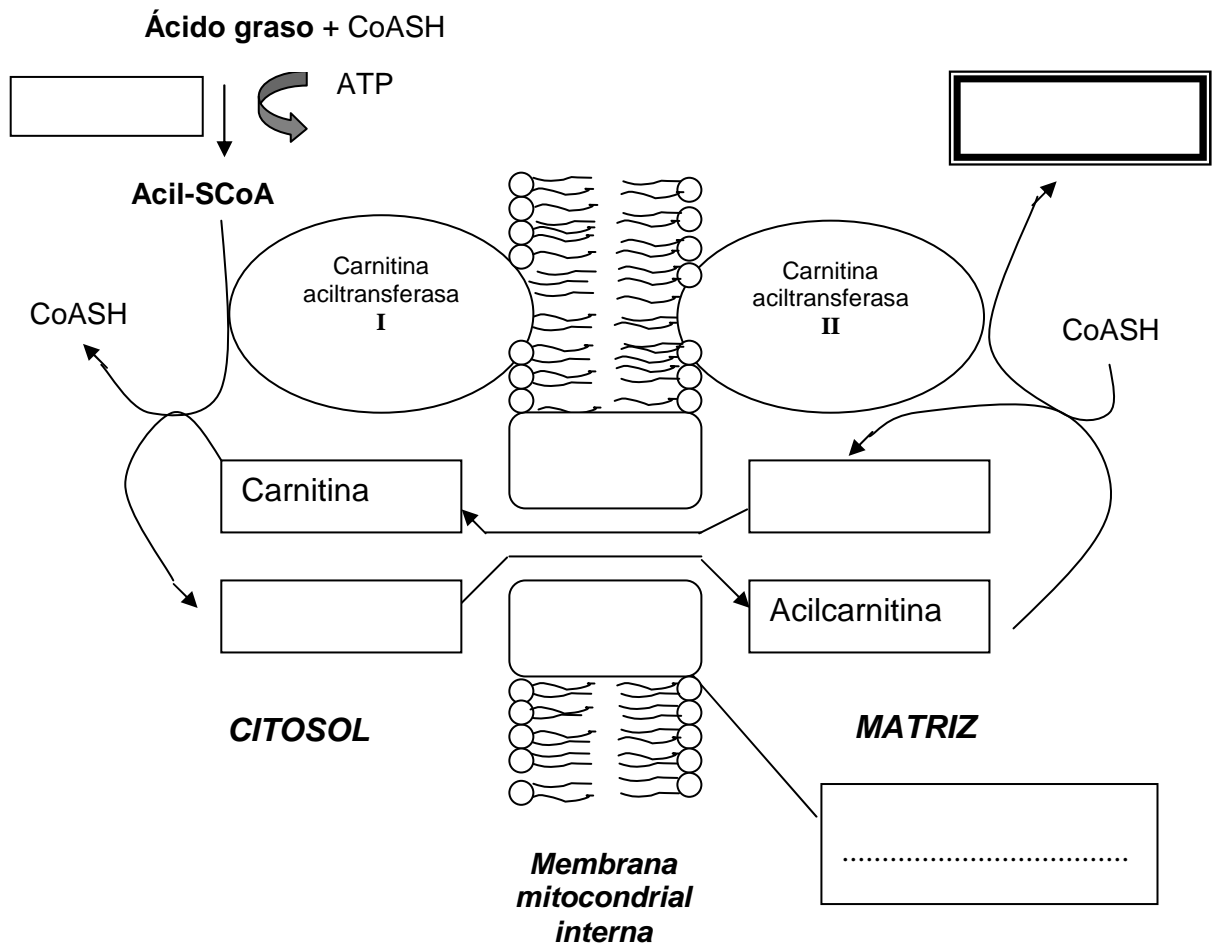 Ácido graso + CoASH
ATP
Acil-SCoA
Carnitina
aciltransferasa
I
Carnitina
aciltransferasa
II
CoASH
CoASH
Carnitina
Acilcarnitina
CITOSOL
MATRIZ
Membrana
mitocondrial
interna
....................................